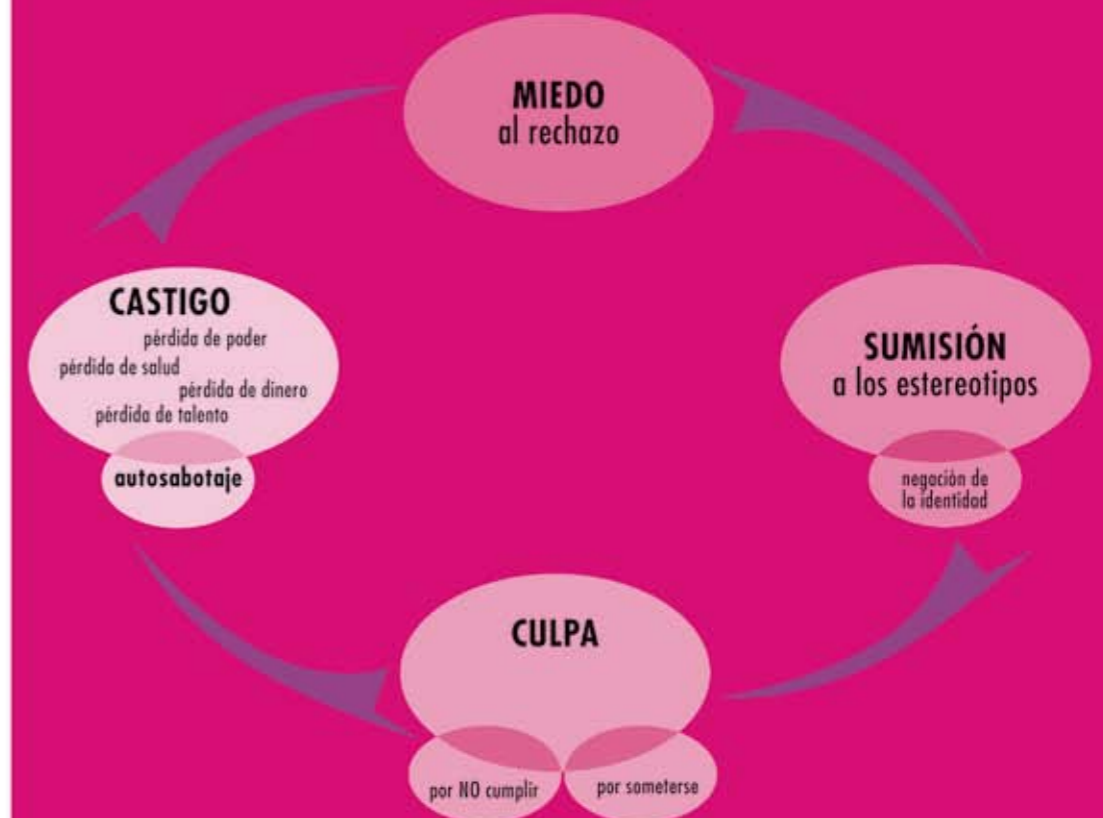 MIEDO
al rechazo
CASTIGO
pérdida de poder
pérdida de salud
pérdida de dinero
pérdida de talento
autosabotaje
SUMISIÓN
a los estereotipos
negación de
la identidad
CULPA
por NO cumplir
por someterse